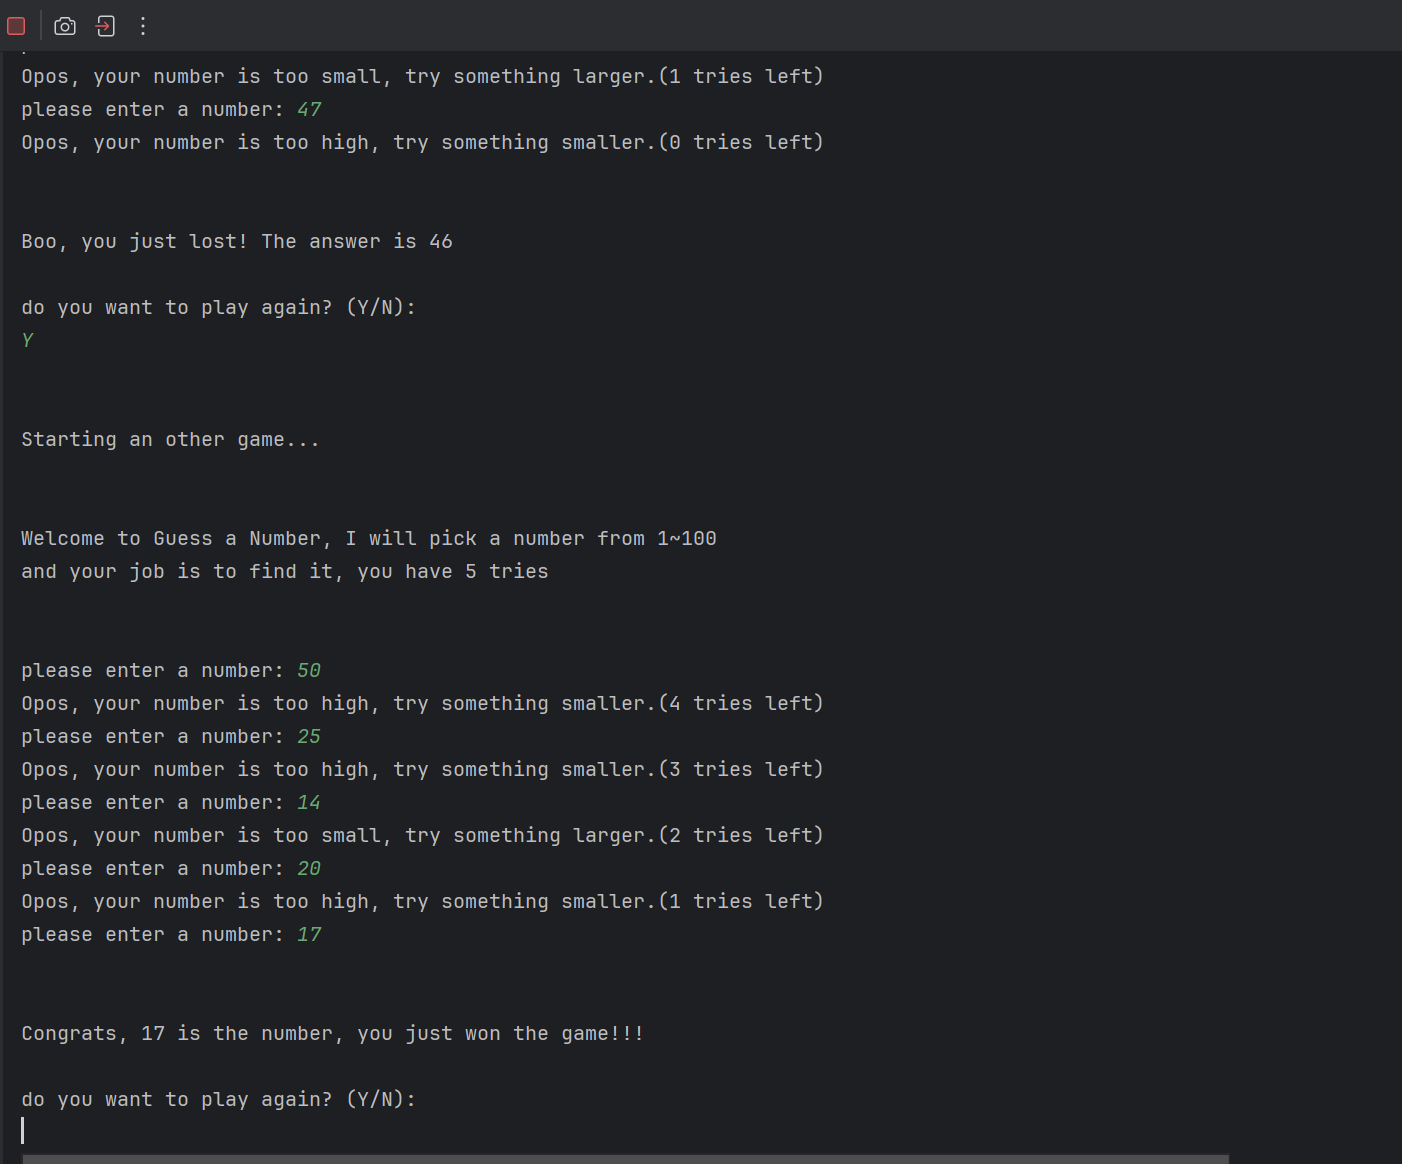 Opos, your number is too small, try something larger.(1 tries left)
please enter a number: 47
Opos, your number is too high, try something smaller.(0 tries left)
Boo, you just lost! The answer is 46
do you want to play again? (Y/N):
Y
Starting an other game...
Welcome to Guess a Number, I will pick a number from 1~100
and your job is to find it, you have 5 tries
please enter a number: 50
Opos, your number is too high, try something smaller.(4 tries left)
please enter a number: 25
Opos, your number is too high, try something smaller.(3 tries left)
please enter a number: 14
Opos, your number is too small, try something larger.(2 tries left)
please enter a number: 20
Opos, your number is too high, try something smaller.(1 tries left)
please enter a number: 17
Congrats, 17 is the number, you just won the game!!!
do you want to play again? (Y/N):